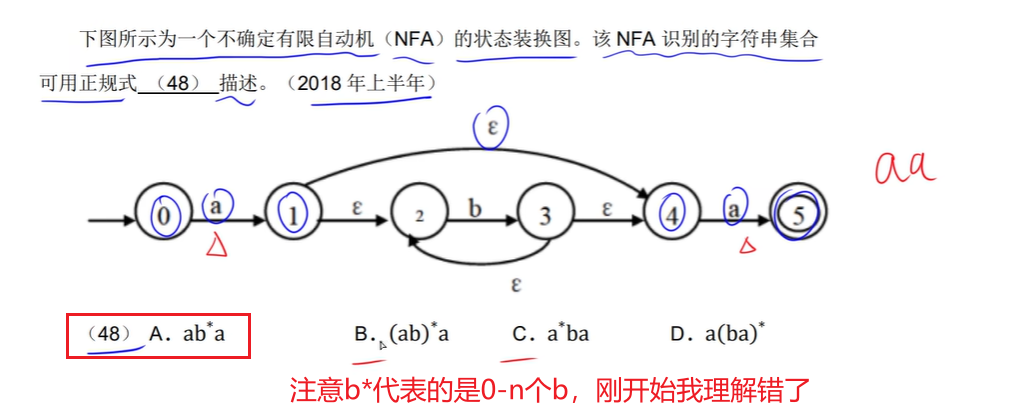 下图所示为一个不确定有限自动机（NFA）的状态装换图。该 NFA 识别的字符串集合
可用正规式 （48） 描述。（2018 年上半年）
ε
aa
0 a 1 ε 2 b 3 ε 4 a 5
ε
（48） A. ab*a B. (ab)*a C. a*ba D. a(ba)*
注意b*代表的是0-n个b，刚开始我理解错了